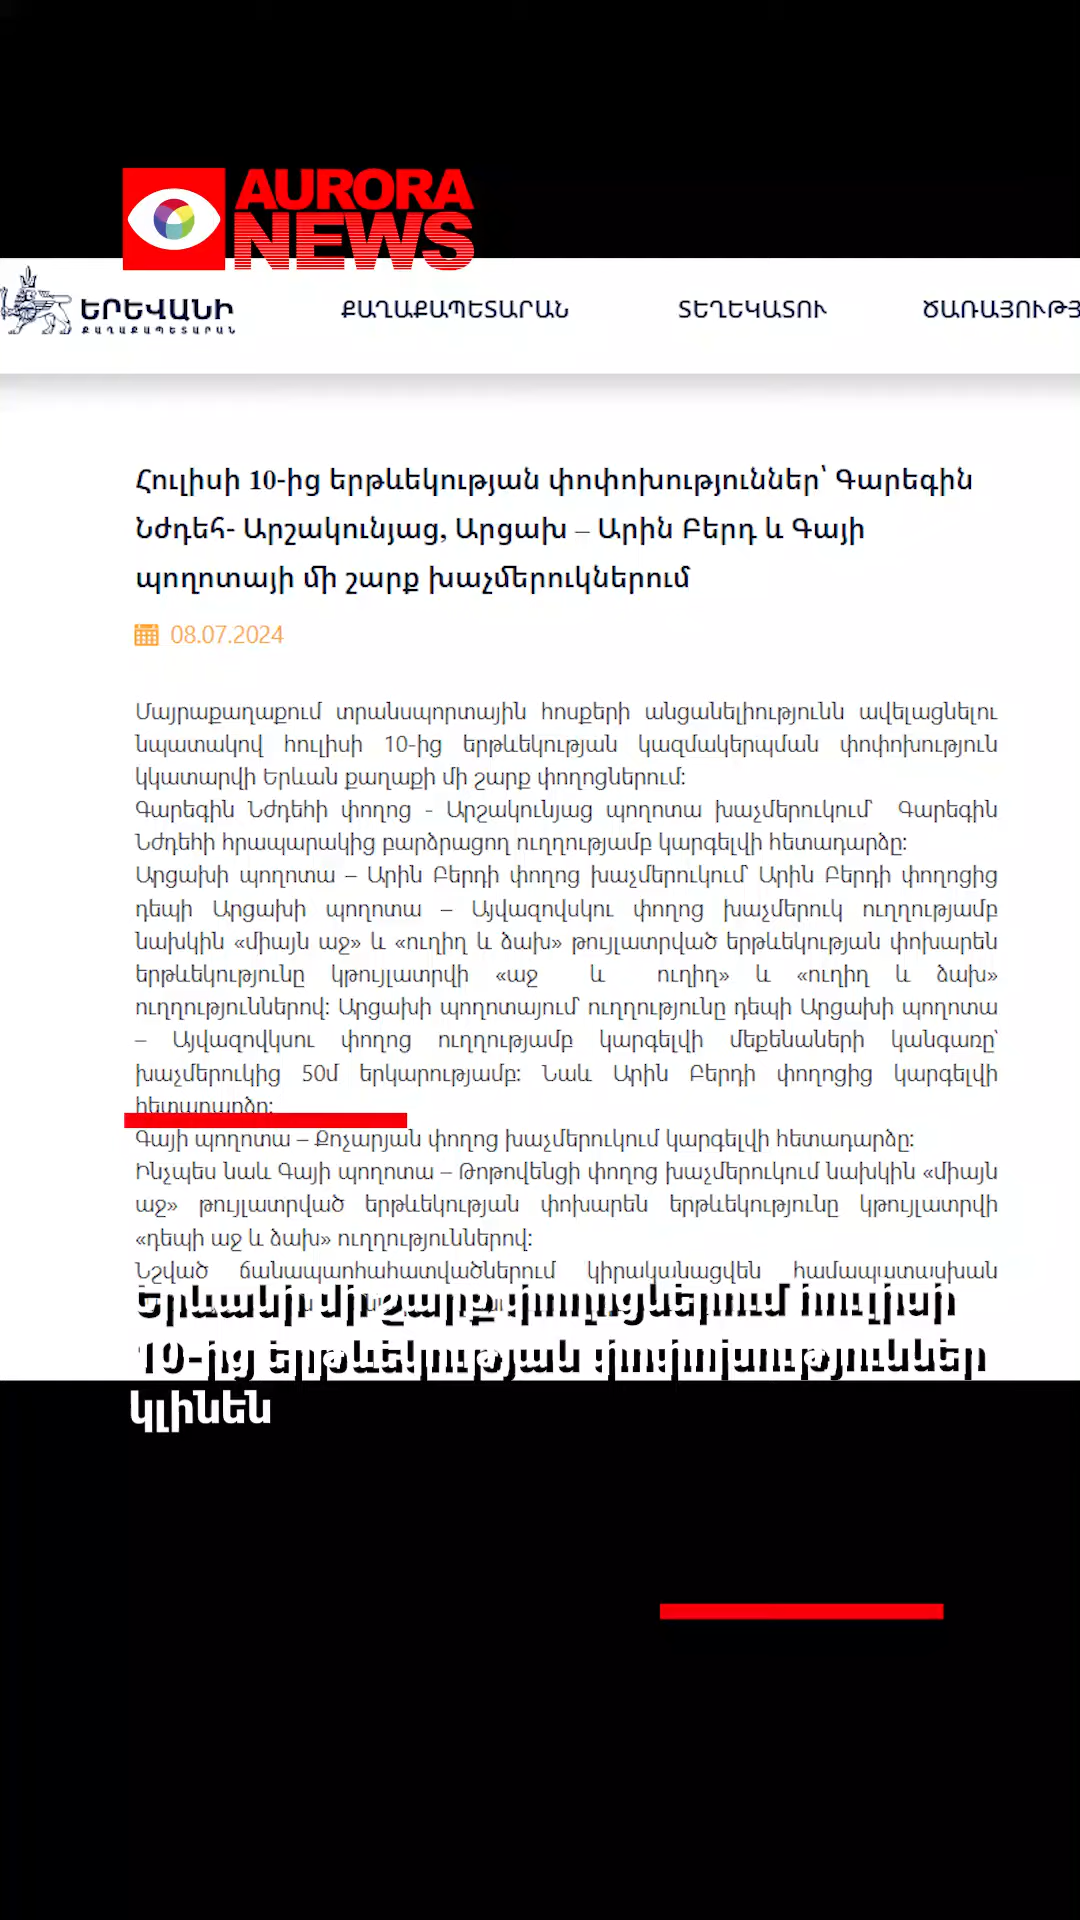 AURORA
NEWS
ԵՐԵՎԱՆԻ
ՔԱՂԱՔԱՊԵՏԱՐԱՆ
ՔԱՂԱՔԱՊԵՏԱՐԱՆ
ՏԵՂԵԿԱՏՈՒ
ԾԱՌԱՅՈՒԹՅ
Հուլիսի 10-ից երթևեկության փոփոխություններ՝ Գարեգին
Նժդեհ- Արշակունյաց, Արցախ – Արին Բերդ և Գայի
պողոտայի մի շարք խաչմերուկներում
08.07.2024
Մայրաքաղաքում տրանսպորտային հոսքերի անցանելիությունն ավելացնելու
նպատակով հուլիսի 10-ից երթևեկության կազմակերպման փոփոխություն
կկատարվի Երևան քաղաքի մի շարք փողոցներում:
Գարեգին Նժդեհի փողոց - Արշակունյաց պողոտա խաչմերուկում՝ Գարեգին
Նժդեհի հրապարակից բարձրացող ուղղությամբ կարգելվի հետադարձը:
Արցախի պողոտա – Արին Բերդի փողոց խաչմերուկում՝ Արին Բերդի փողոցից
դեպի Արցախի պողոտա – Այվազովսկու փողոց խաչմերուկ ուղղությամբ
նախկին «միայն աջ» և «ուղիղ և ձախ» թույլատրված երթևեկության փոխարեն
երթևեկությունը կթույլատրվի «աջ և ուղիղ» և «ուղիղ և ձախ»
ուղղություններով: Արցախի պողոտայում՝ ուղղությունը դեպի Արցախի պողոտա
– Այվազովկսու փողոց ուղղությամբ կարգելվի մեքենաների կանգառը՝
խաչմերուկից 50մ երկարությամբ: Նաև Արին Բերդի փողոցից կարգելվի
հետադարձը:
Գայի պողոտա – Քոչարյան փողոց խաչմերուկում կարգելվի հետադարձը:
Ինչպես նաև Գայի պողոտա – Թոթովենցի փողոց խաչմերուկում նախկին «միայն
աջ» թույլատրված երթևեկության փոխարեն երթևեկությունը կթույլատրվի
«դեպի աջ և ձախ» ուղղություններով:
Նշված ճանապարհահատվածներում կիրականացվեն համապատասխան
Երևանի մի շարք փողոցներում հուլիսի
10-ից երթևեկության փոփոխություններ
կլինեն